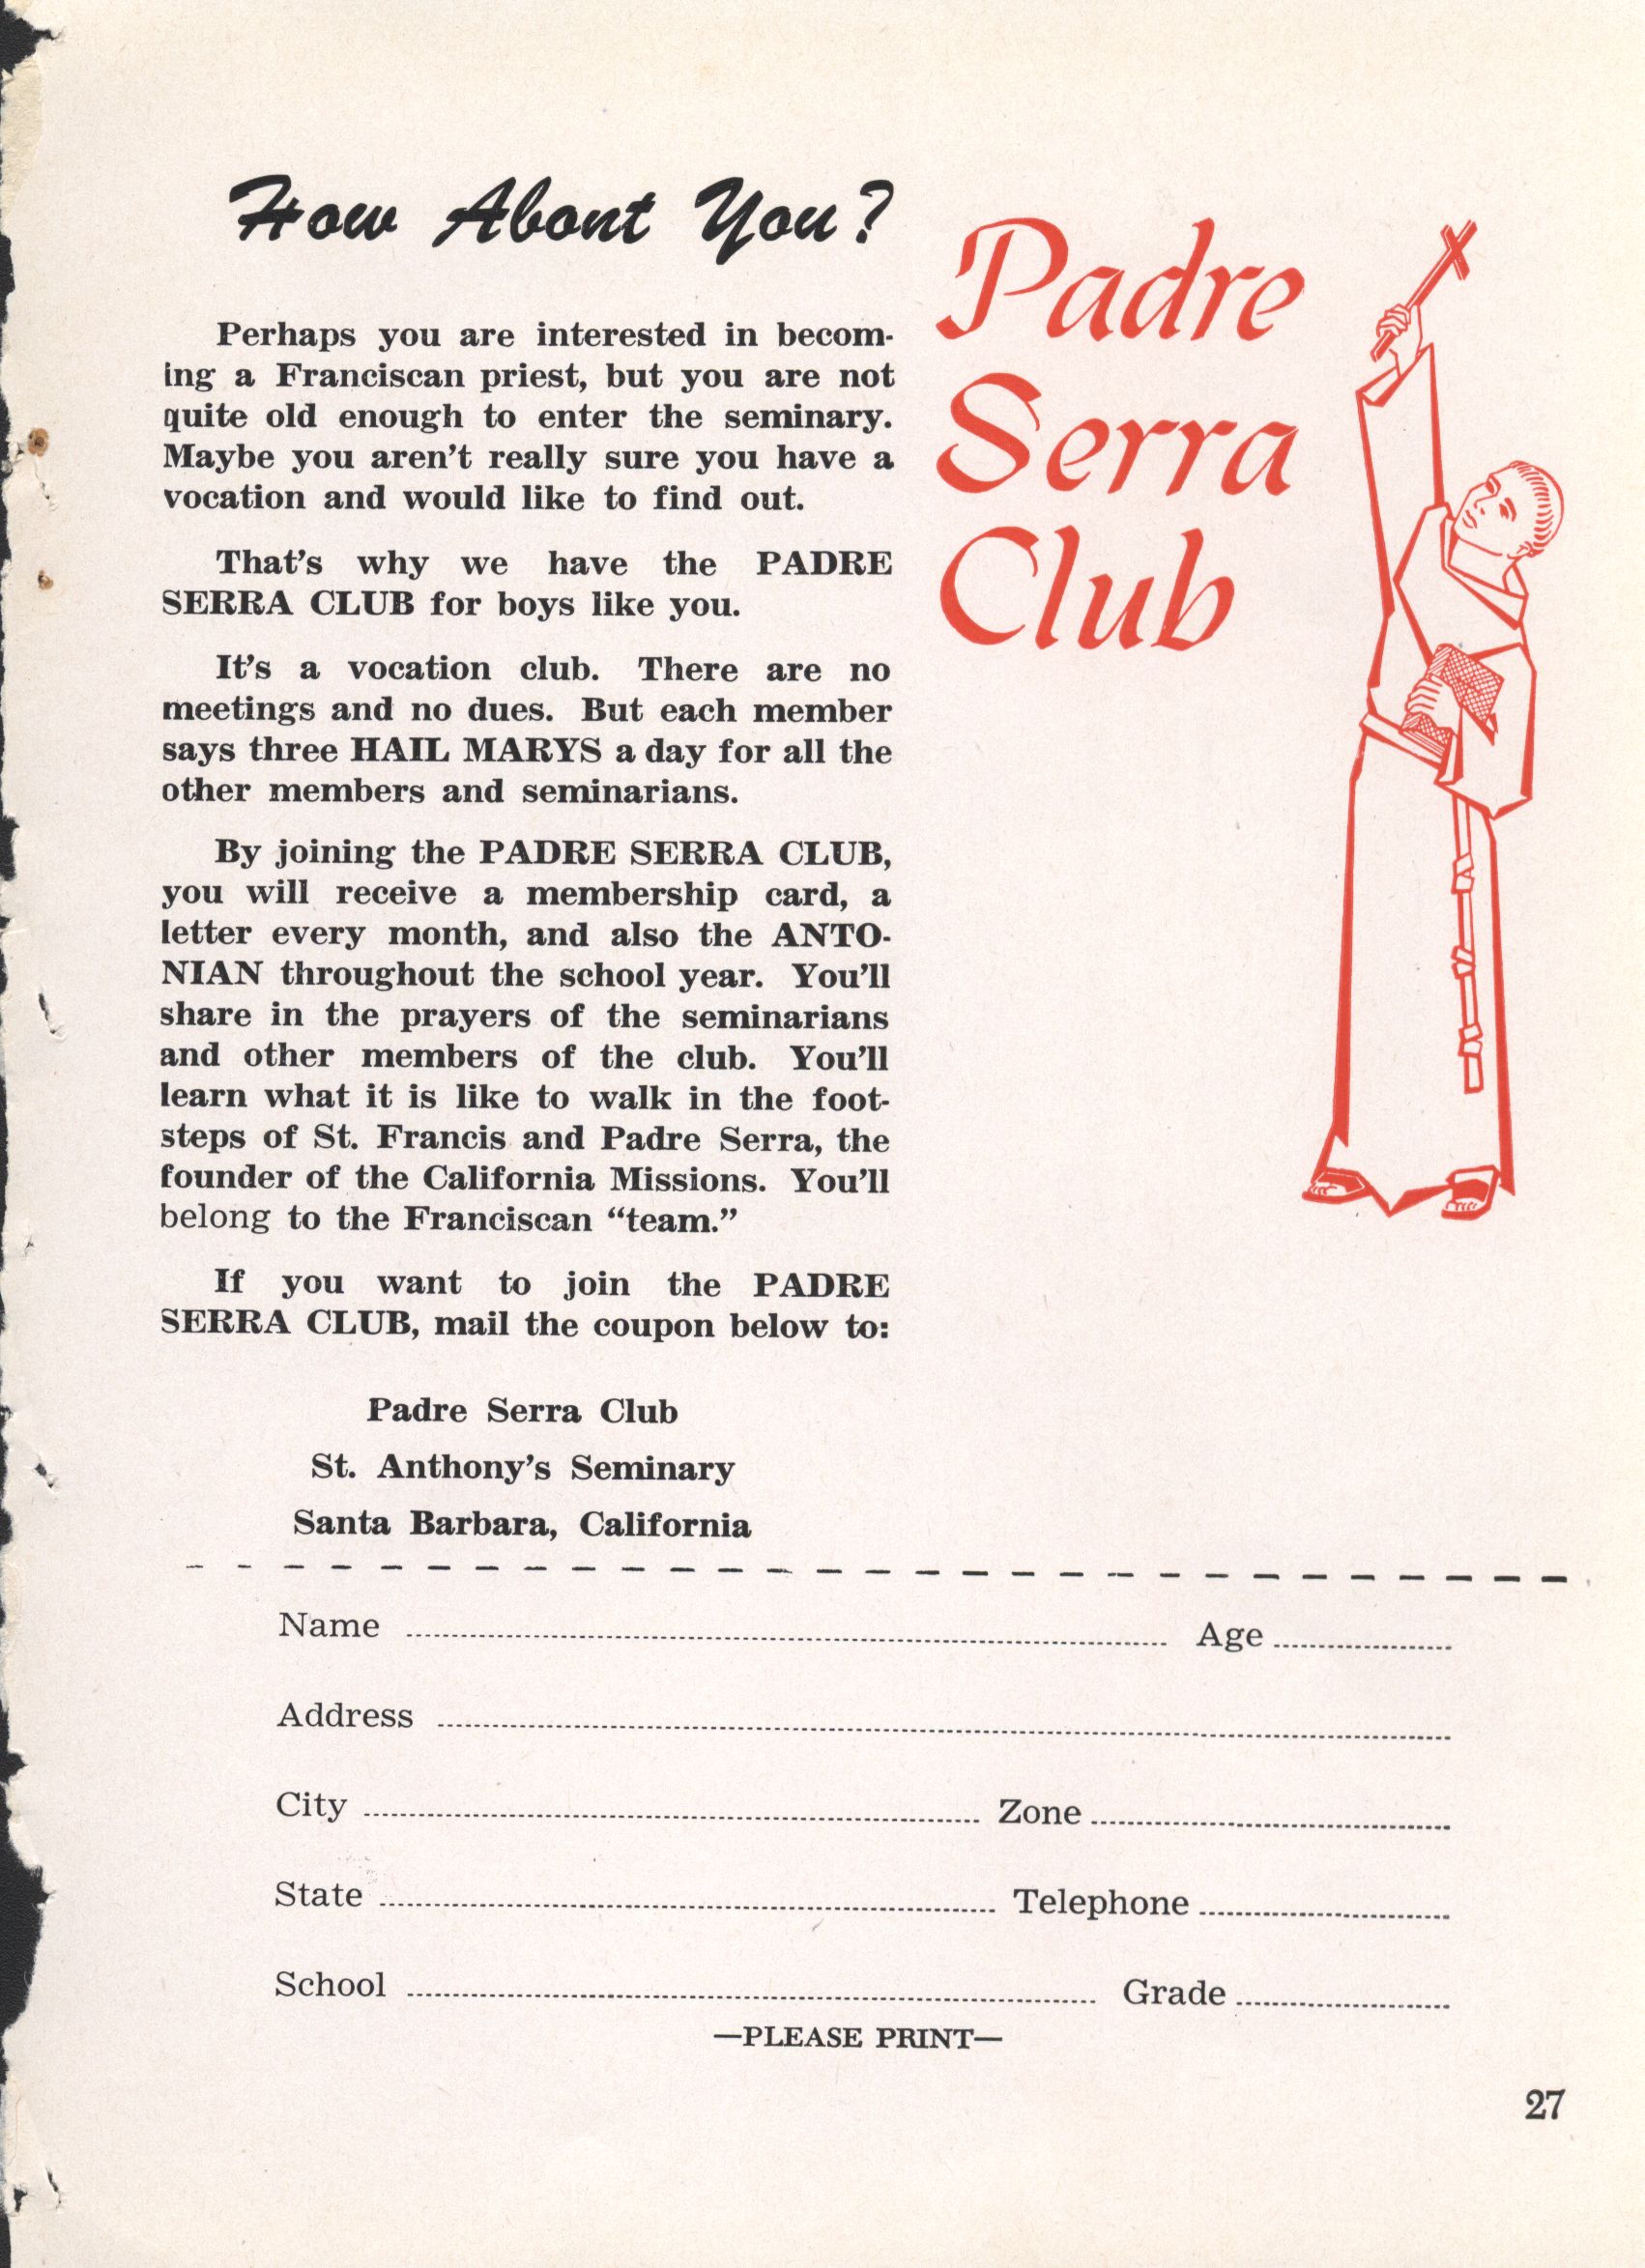 How About You?
Perhaps you are interested in becom-
ing a Franciscan priest, but you are not
quite old enough to enter the seminary.
Maybe you aren't really sure you have a
vocation and would like to find out.
That's why we have the PADRE
SERRA CLUB for boys like you.
It's a vocation club. There are no
meetings and no dues. But each member
says three HAIL MARYS a day for all the
other members and seminarians.
By joining the PADRE SERRA CLUB,
you will receive a membership card, a
letter every month, and also the ANTO-
NIAN throughout the school year. You'll
share in the prayers of the seminarians
and other members of the club. You'll
learn what it is like to walk in the foot-
steps of St. Francis and Padre Serra, the
founder of the California Missions. You'll
belong to the Franciscan “team.”
If you want to join the PADRE
SERRA CLUB, mail the coupon below to:
Padre Serra Club
St. Anthony's Seminary
Santa Barbara, California
Padre
Serra
Club
Name Age
Address
City Zone
State Telephone
School Grade
—PLEASE PRINT—
27